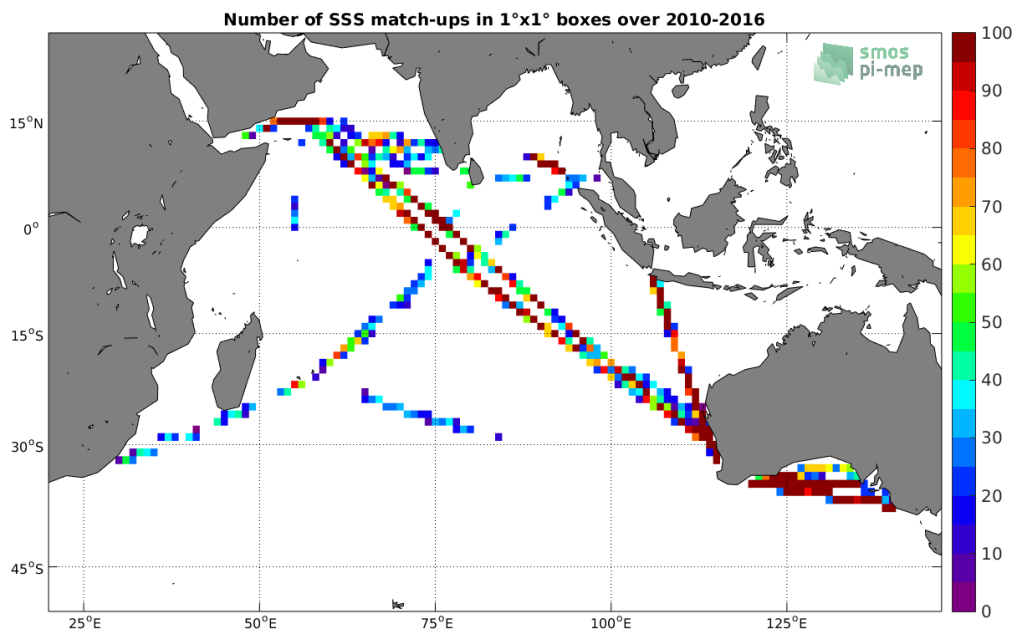 Number of SSS match-ups in 1°x1° boxes over 2010-2016
smos
pi-mep
100
90
80
70
60
50
40
30
20
10
0
15°N
0°
15°S
30°S
45°S
25°E
50°E
75°E
100°E
125°E